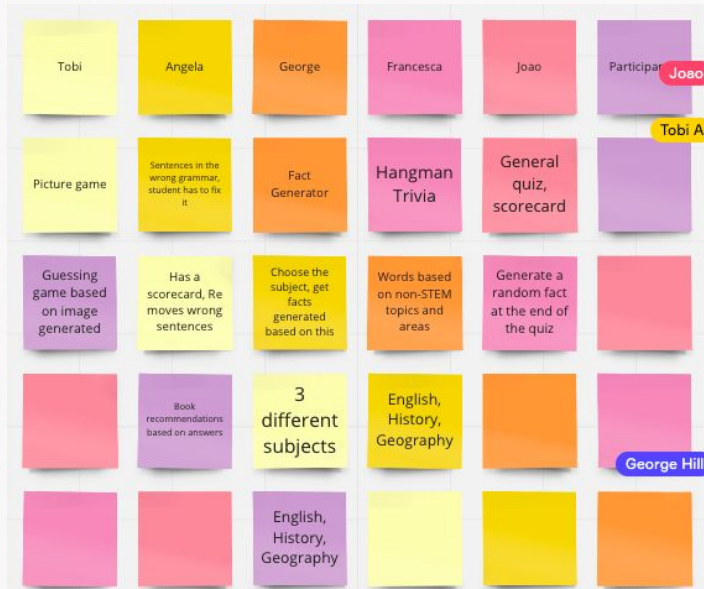 Tobi
Angela
George
Francesca
Joao
Joao
Tobi A
Picture game
Sentences in the
wrong grammar,
student has to fix
it
Fact
Generator
Hangman
Trivia
General
quiz,
scorecard
Guessing
game based
on image
generated
Has a
scorecard, Re
moves wrong
sentences
Choose the
subject, get
facts
generated
based on this
Words based
on non-STEM
topics and
areas
Generate a
random fact
at the end of
the quiz
Book
recommendations
based on answers
3
different
subjects
English,
History,
Geography
George Hill
English,
History,
Geography